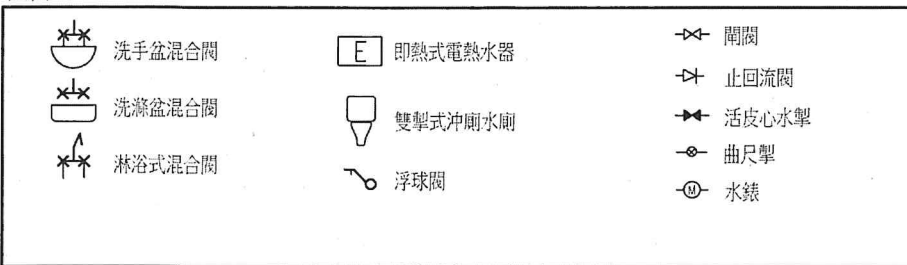 洗手盆混合閥
洗滌盆混合閥
淋浴式混合閥
E 即熱式電熱水器
雙掣式沖廁水廁
浮球閥
閘閥
止回流閥
活皮心水掣
曲尺掣
M 水錶